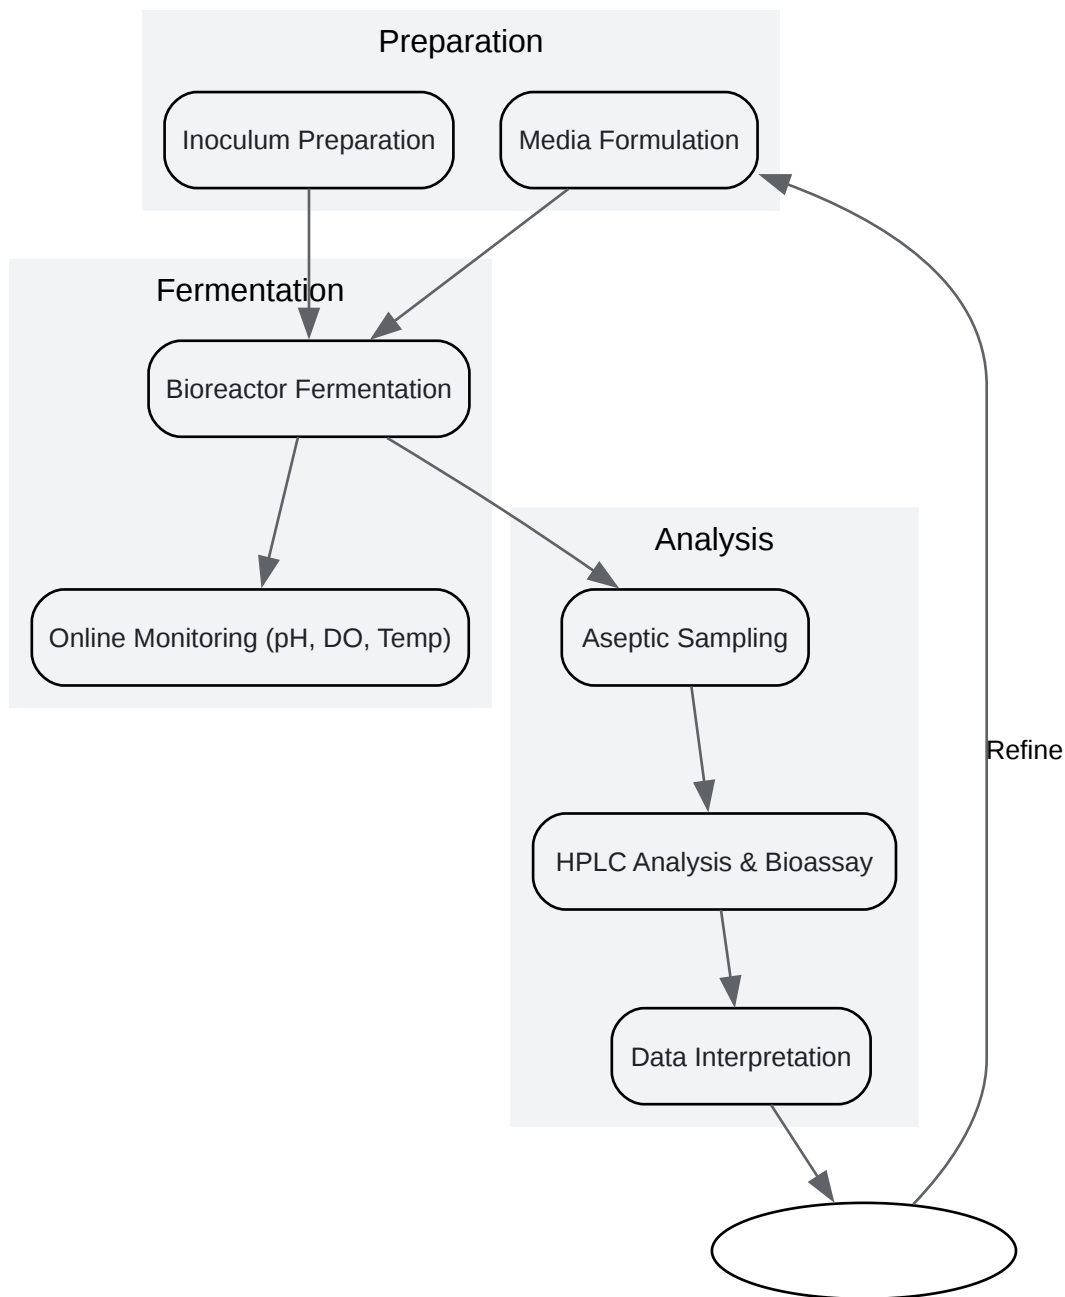 Preparation
Inoculum Preparation
Media Formulation
Fermentation
Bioreactor Fermentation
Analysis
Online Monitoring (pH, DO, Temp)
Aseptic Sampling
Refine
HPLC Analysis & Bioassay
Data Interpretation